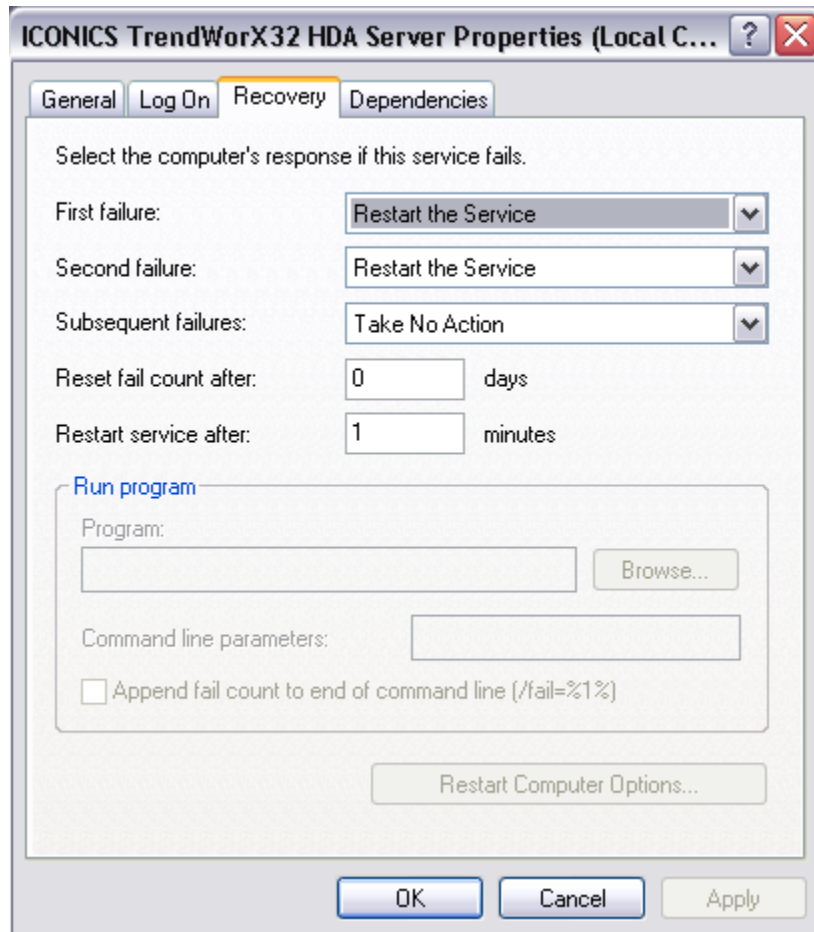 ICONICS TrendWorX32 HDA Server Properties (Local C...
General Log On Recovery Dependencies
Select the computer's response if this service fails.
First failure: Restart the Service
Second failure: Restart the Service
Subsequent failures: Take No Action
Reset fail count after: 0 days
Restart service after: 1 minutes
Run program
Program:
Browse...
Command line parameters:
Append fail count to end of command line (/fail=%1%)
Restart Computer Options...
OK Cancel Apply